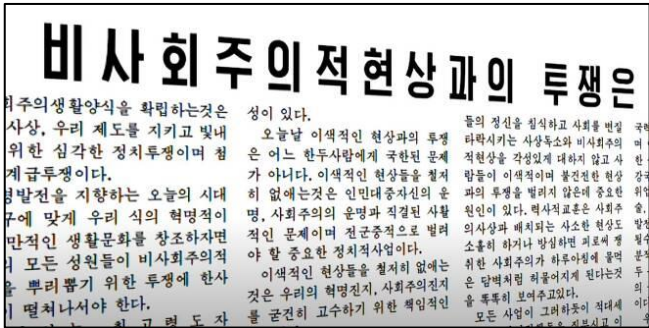 비사회주의적현상과의 투쟁은
회주의생활양식을 확립하는것은
사상, 우리 제도를 지키고 빛내
위한 심각한 정치투쟁이며 첨
계급투쟁이다.
발전을 지향하는 오늘의 시대
구에 맞게 우리 식의 혁명적이
만적인 생활문화를 창조하자면
모든 성원들이 비사회주의적
을 뿌리뽑기 위한 투쟁에 한사
이 떨쳐나서야 한다.
최고령도자
성이 있다.
오늘날 이색적인 현상과의 투쟁
은 어느 한두사람에게 국한된 문제
가 아니다. 이색적인 현상들을 철저
히 없애는것은 인민대중자신의 운
명, 사회주의의 운명과 직결된 사활
적인 문제이며 전군중적으로 벌려
야 할 중요한 정치적사업이다.
이색적인 현상들을 철저히 없애는
것은 우리의 혁명진지, 사회주의진지
를 굳건히 고수하기 위한 책임적인
들의 정신을 침식하고 사회를 변질
타락시키는 사상독소와 비사회주의
적현상을 각성있게 대하지 않고 사
람들이 이색적이며 불건전한 현상
과의 투쟁을 벌리지 않는데 중요한
원인이 있다. 력사적교훈은 사회주
의사상과 배치되는 사소한 현상도
소홀히 하거나 방심하면 피로써 쟁
취한 사회주의가 하루아침에 물먹
은 담벽처럼 허물어지게 된다는것
을 똑똑히 보여주고있다.
모든 사업이 그러하듯이 적대세